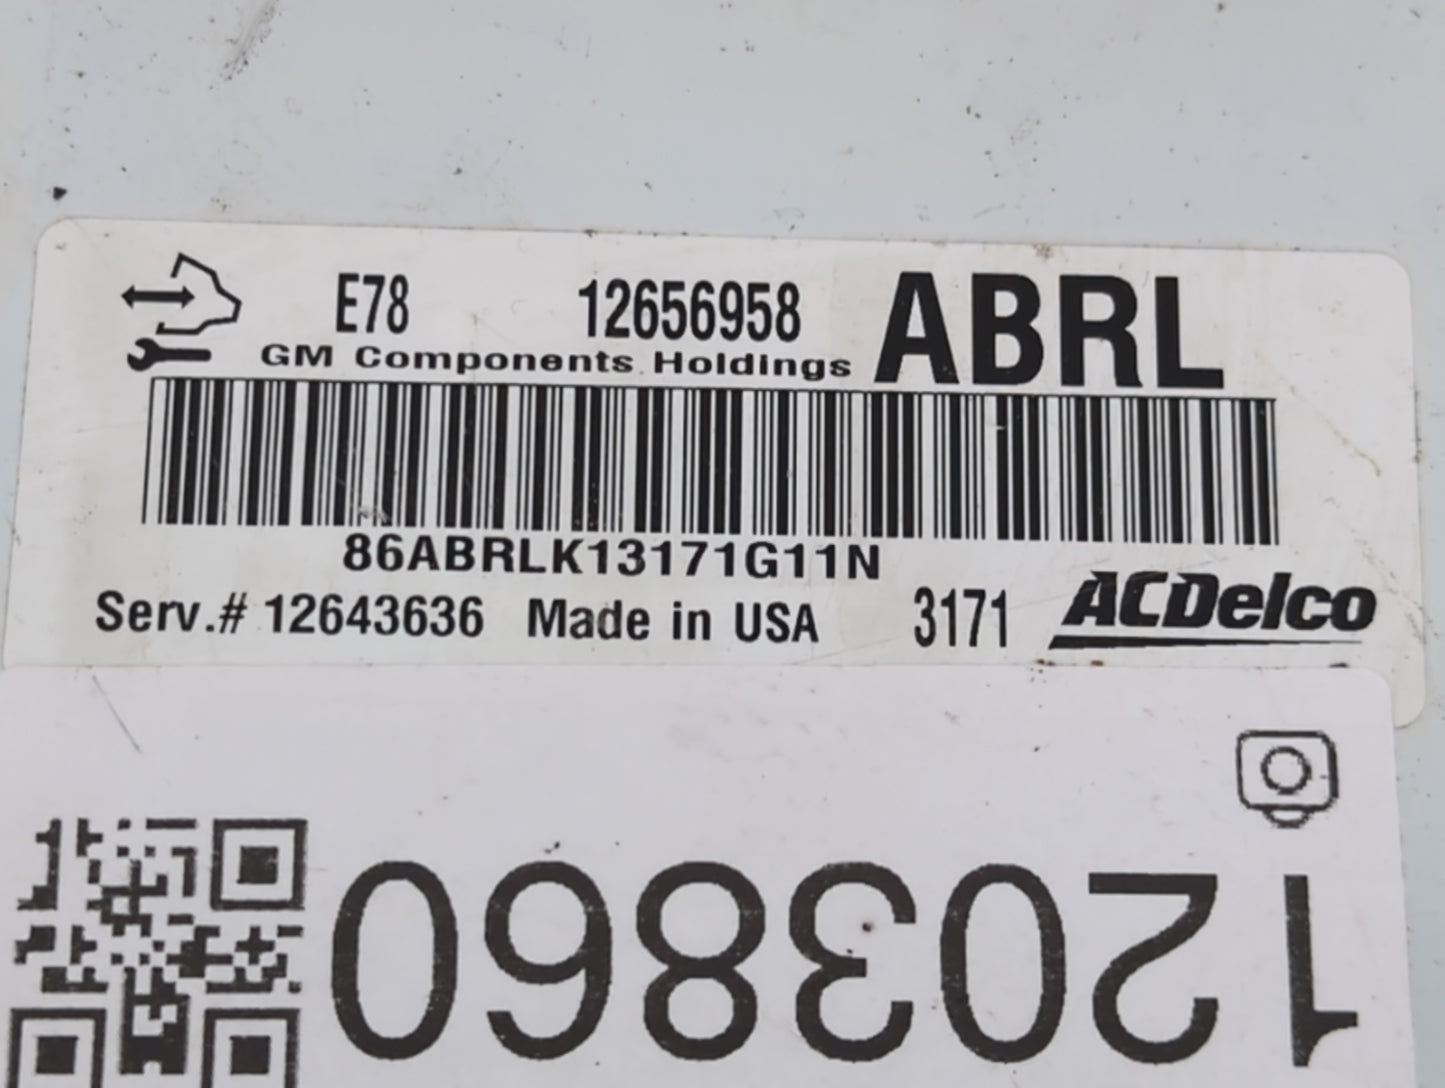 E78 12656958 ABRL
GM Components Holdings
86ABRLK13171G11N
Serv.# 12643636 Made in USA 3171 ACDelco
1203860